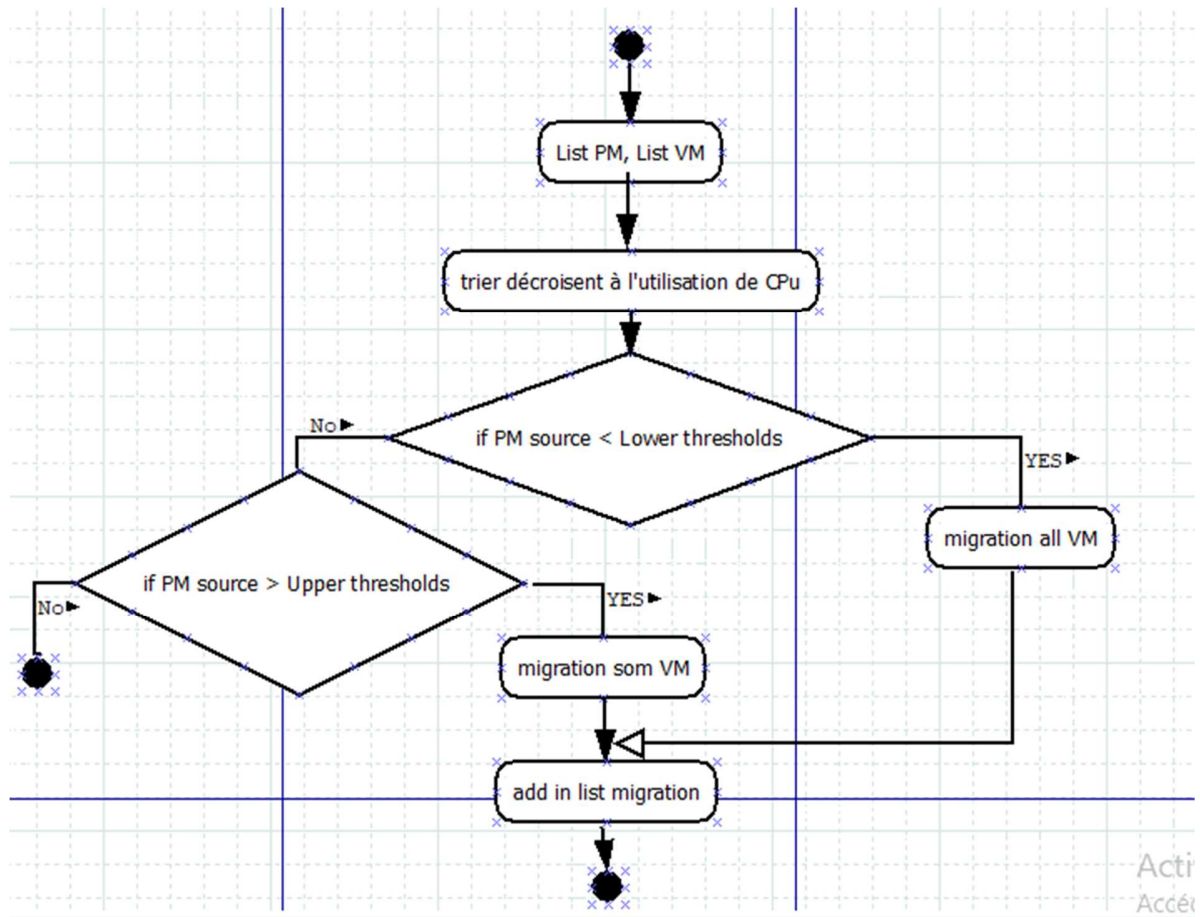 List PM, List VM
trier décroisent à l'utilisation de CPu
if PM source < Lower thresholds
No
YES
migration all VM
if PM source > Upper thresholds
No
YES
migration som VM
add in list migration